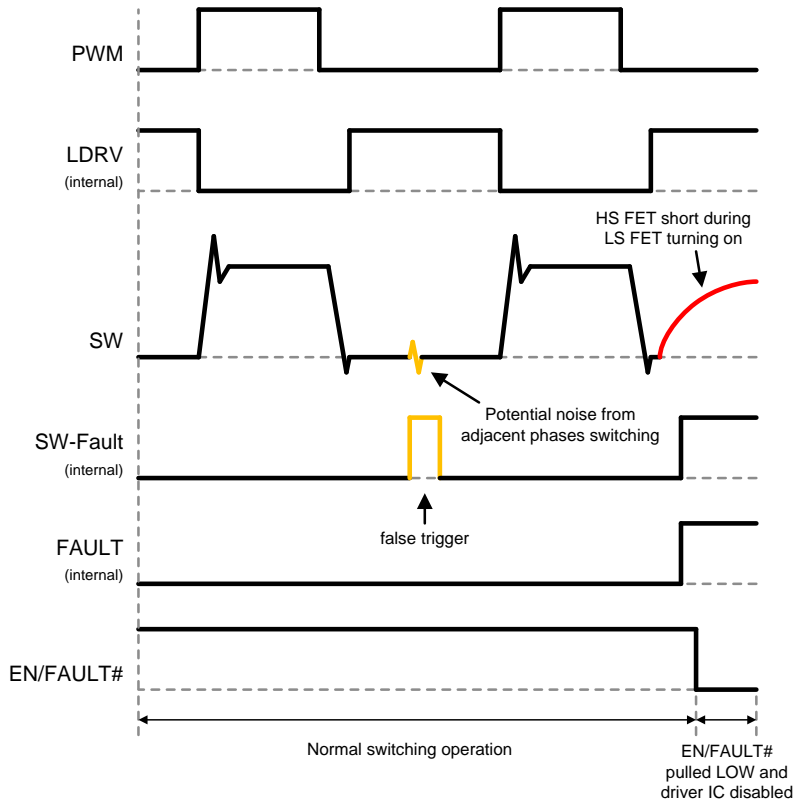 PWM
LDRV
(internal)
HS FET short during
LS FET turning on
SW
Potential noise from
adjacent phases switching
SW-Fault
(internal)
false trigger
FAULT
(internal)
EN/FAULT#
Normal switching operation
EN/FAULT#
pulled LOW and
driver IC disabled